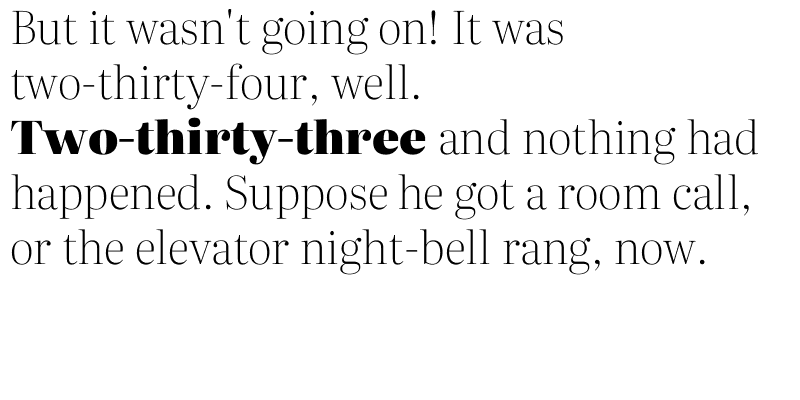 But it wasn't going on! It was
two-thirty-four, well.
Two-thirty-three and nothing had
happened. Suppose he got a room call,
or the elevator night-bell rang, now.